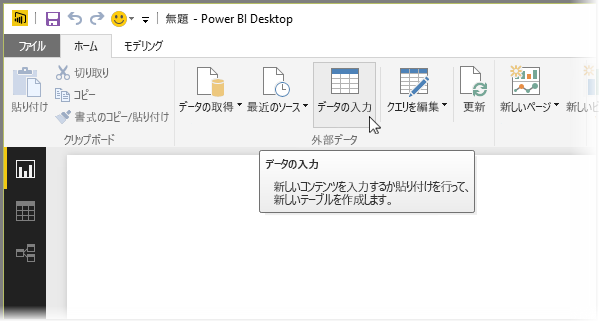 無題 - Power BI Desktop
ファイル
ホーム
モデリング
貼り付け
切り取り
コピー
書式のコピー/貼り付け
クリップボード
データの取得
最近のソース
データの入力
クエリを編集
更新
外部データ
新しいページ
新しいビ
データの入力
新しいコンテンツを入力するか貼り付けを行って、
新しいテーブルを作成します。